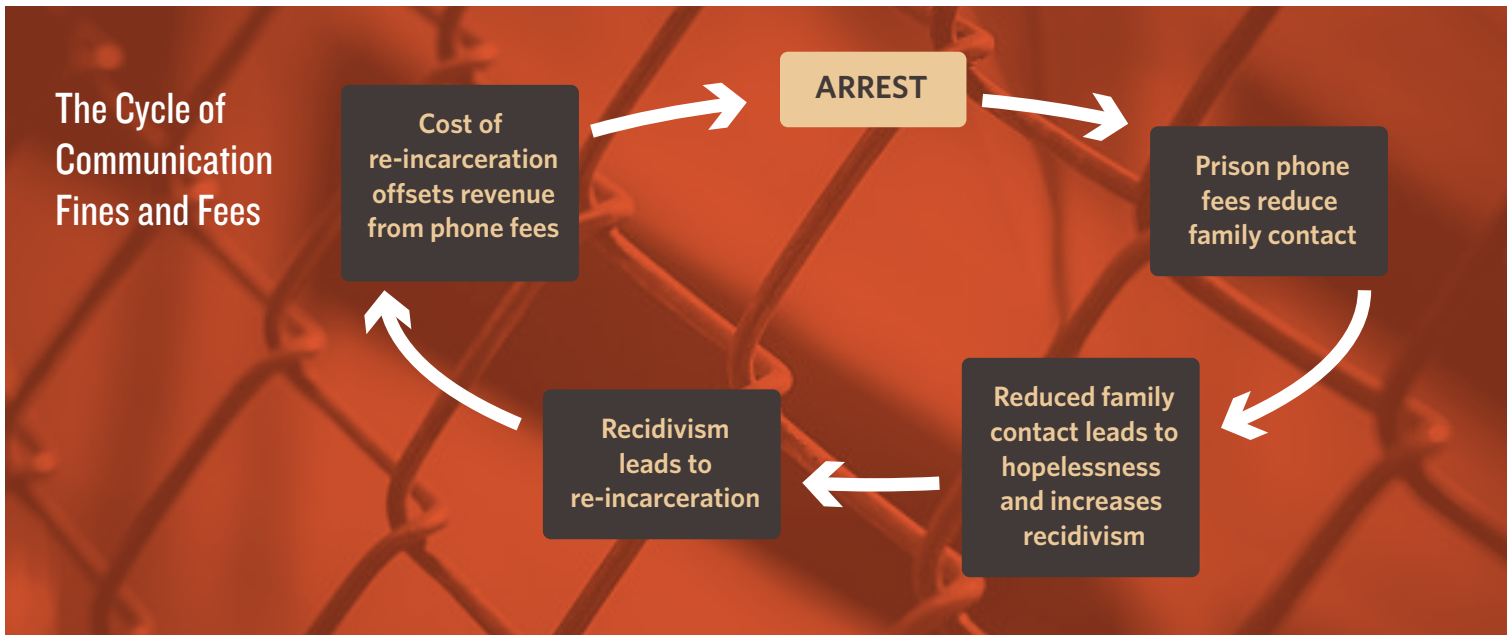 The Cycle of
Communication
Fines and Fees
ARREST
Prison phone
fees reduce
family contact
Reduced family
contact leads to
hopelessness
and increases
recidivism
Recidivism
leads to
re-incarceration
Cost of
re-incarceration
offsets revenue
from phone fees